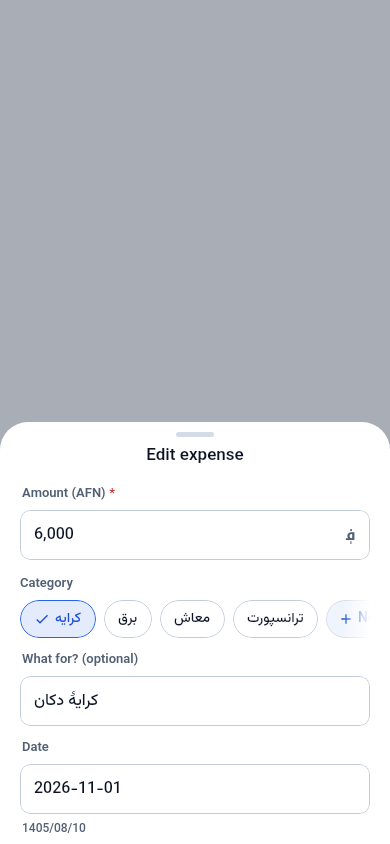 Edit expense
Amount (AFN) *
6,000 ؋
Category
کرایه برق معاش ترانسپورت + N
What for? (optional)
کرایهٔ دکان
Date
2026-11-01
1405/08/10